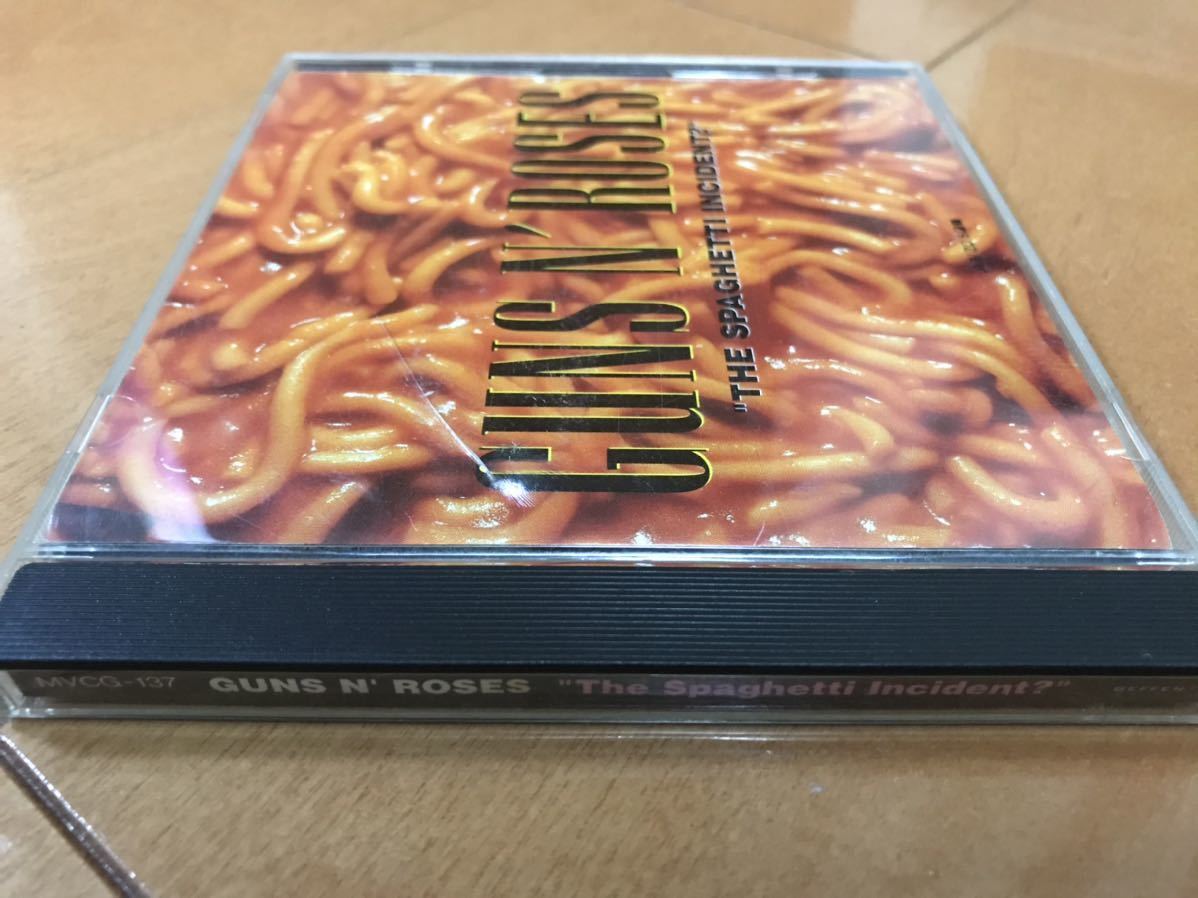 GUNS N' ROSES
"THE SPAGHETTI INCIDENT?"
MVCG-137 GUNS N' ROSES "The Spaghetti Incident?" GEFFEN